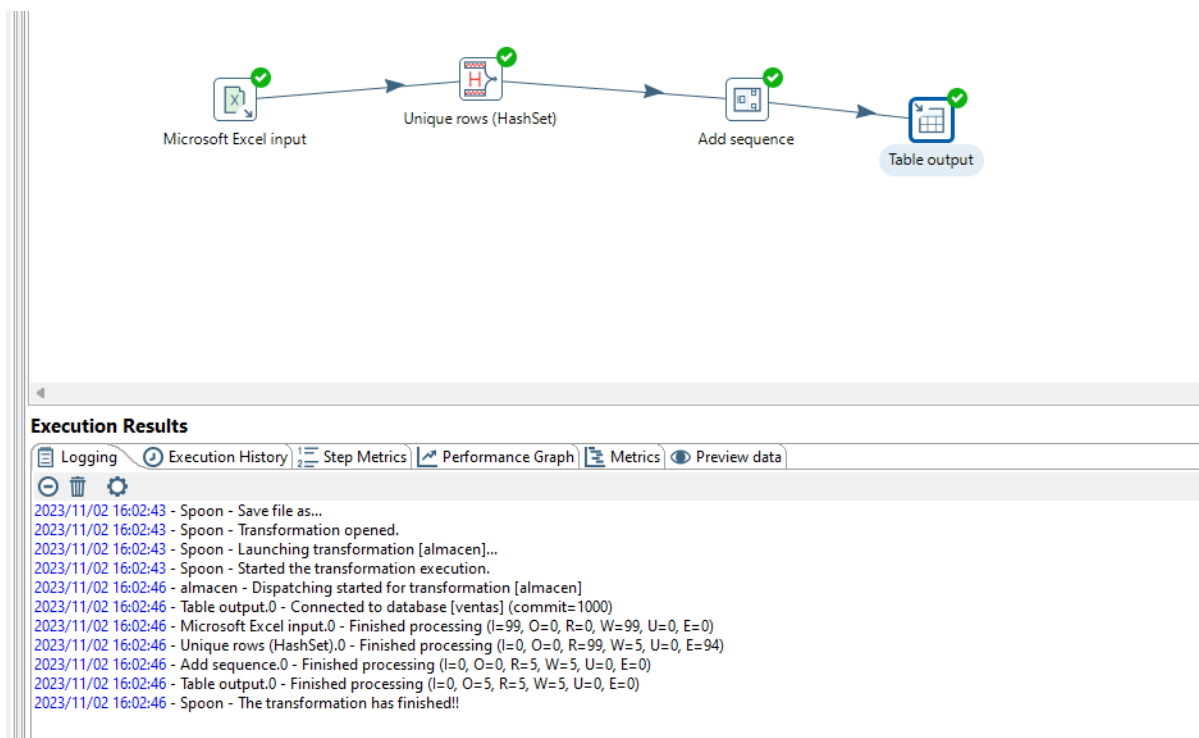 Microsoft Excel input
Unique rows (HashSet)
Add sequence
Table output
Execution Results
Logging Execution History Step Metrics Performance Graph Metrics Preview data
2023/11/02 16:02:43 - Spoon - Save file as...
2023/11/02 16:02:43 - Spoon - Transformation opened.
2023/11/02 16:02:43 - Spoon - Launching transformation [almacen]...
2023/11/02 16:02:43 - Spoon - Started the transformation execution.
2023/11/02 16:02:46 - almacen - Dispatching started for transformation [almacen]
2023/11/02 16:02:46 - Table output.0 - Connected to database [ventas] (commit=1000)
2023/11/02 16:02:46 - Microsoft Excel input.0 - Finished processing (I=99, O=0, R=0, W=99, U=0, E=0)
2023/11/02 16:02:46 - Unique rows (HashSet).0 - Finished processing (I=0, O=0, R=99, W=5, U=0, E=94)
2023/11/02 16:02:46 - Add sequence.0 - Finished processing (I=0, O=0, R=5, W=5, U=0, E=0)
2023/11/02 16:02:46 - Table output.0 - Finished processing (I=0, O=5, R=5, W=5, U=0, E=0)
2023/11/02 16:02:46 - Spoon - The transformation has finished!!